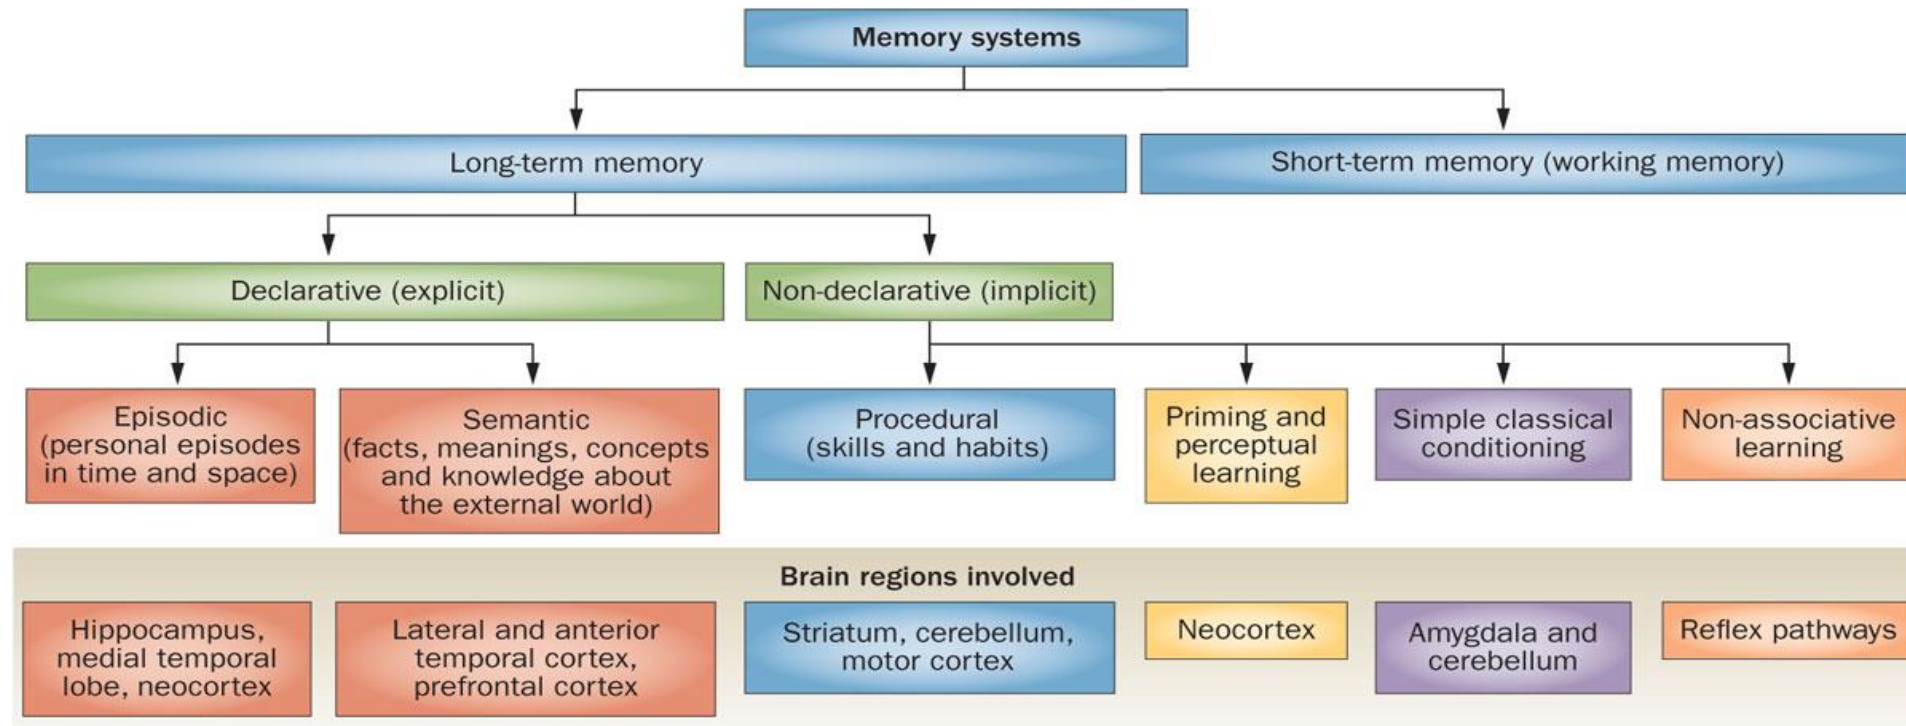 Memory systems
Long-term memory
Short-term memory (working memory)
Declarative (explicit)
Non-declarative (implicit)
Episodic
(personal episodes
in time and space)
Semantic
(facts, meanings, concepts
and knowledge about
the external world)
Procedural
(skills and habits)
Priming and
perceptual
learning
Simple classical
conditioning
Non-associative
learning
Brain regions involved
Hippocampus,
medial temporal
lobe, neocortex
Lateral and anterior
temporal cortex,
prefrontal cortex
Striatum, cerebellum,
motor cortex
Neocortex
Amygdala and
cerebellum
Reflex pathways